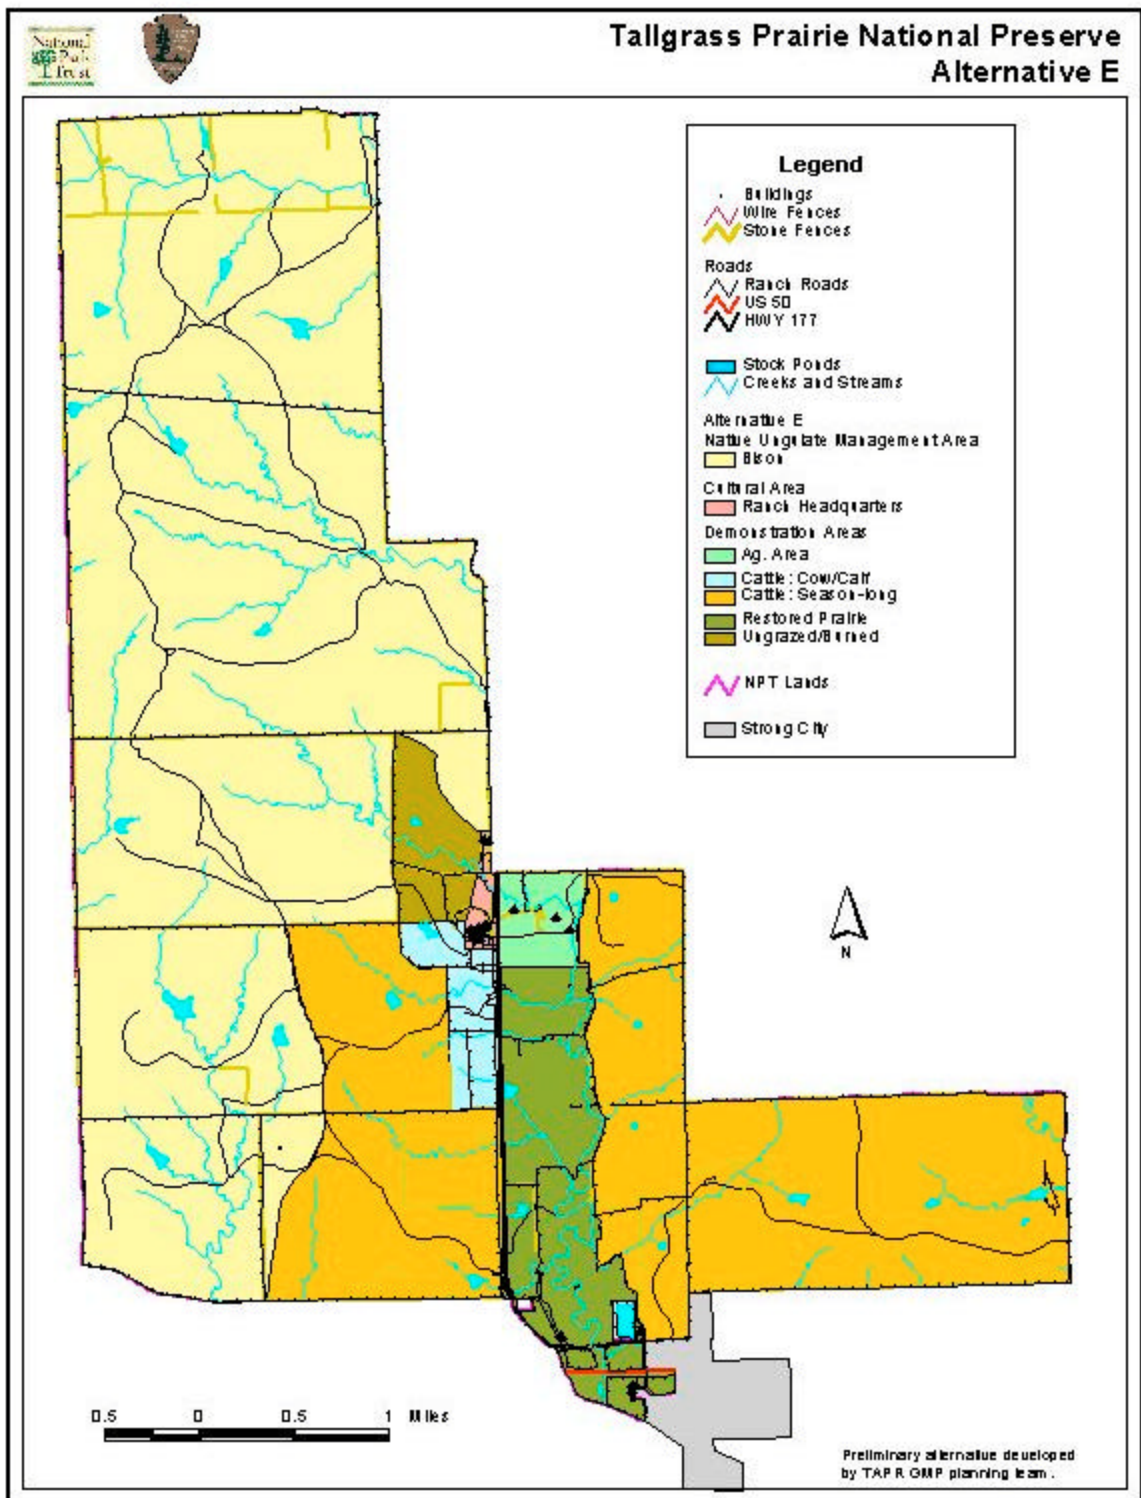 National
Park
Trust
Tallgrass Prairie National Preserve
Alternative E
Legend
Buildings
Wire Fences
Stone Fences
Roads
Ranch Roads
US 50
HWY 177
Stock Ponds
Creeks and Streams
Alternative E
Native Ungulate Management Area
Bison
Cultural Area
Ranch Headquarters
Demonstration Areas
Ag. Area
Cattle: Cow/Calf
Cattle: Season-long
Restored Prairie
Ungrazed/Burned
NPT Lands
Strong City
N
0.5 0 0.5 1 Miles
Preliminary alternative developed
by TAPR GMP planning team.